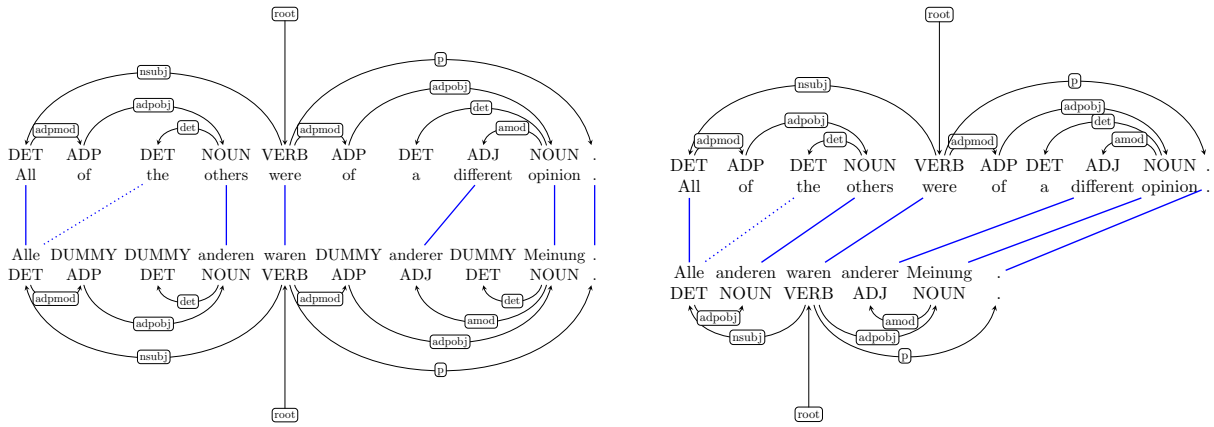 root
p
nsubj
adpobj
adpobj
det
det
adpmod
adpmod
amod
DET ADP DET NOUN VERB ADP DET ADJ NOUN .
All of the others were of a different opinion .
Alle DUMMY DUMMY anderen waren DUMMY anderer DUMMY Meinung .
DET ADP DET NOUN VERB ADP ADJ DET NOUN .
adpmod
det
adpmod
det
adpobj
amod
adpobj
nsubj
p
root
root
p
nsubj
adpobj
adpobj
det
adpmod
det
adpmod
amod
DET ADP DET NOUN VERB ADP DET ADJ NOUN .
All of the others were of a different opinion .
Alle anderen waren anderer Meinung .
DET NOUN VERB ADJ NOUN .
adpobj
amod
nsubj
adpobj
p
root